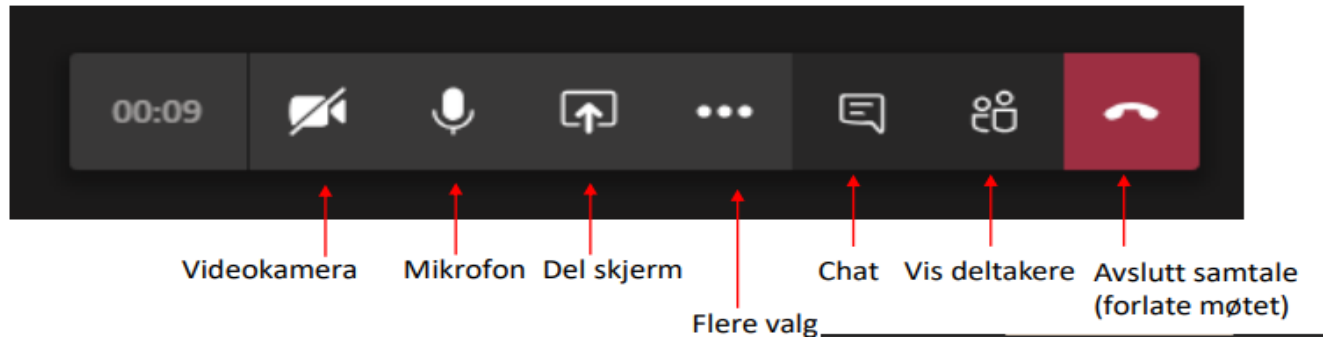 00:09
Videokamera
Mikrofon
Del skjerm
Flere valg
Chat
Vis deltakere
Avslutt samtale
(forlate møtet)